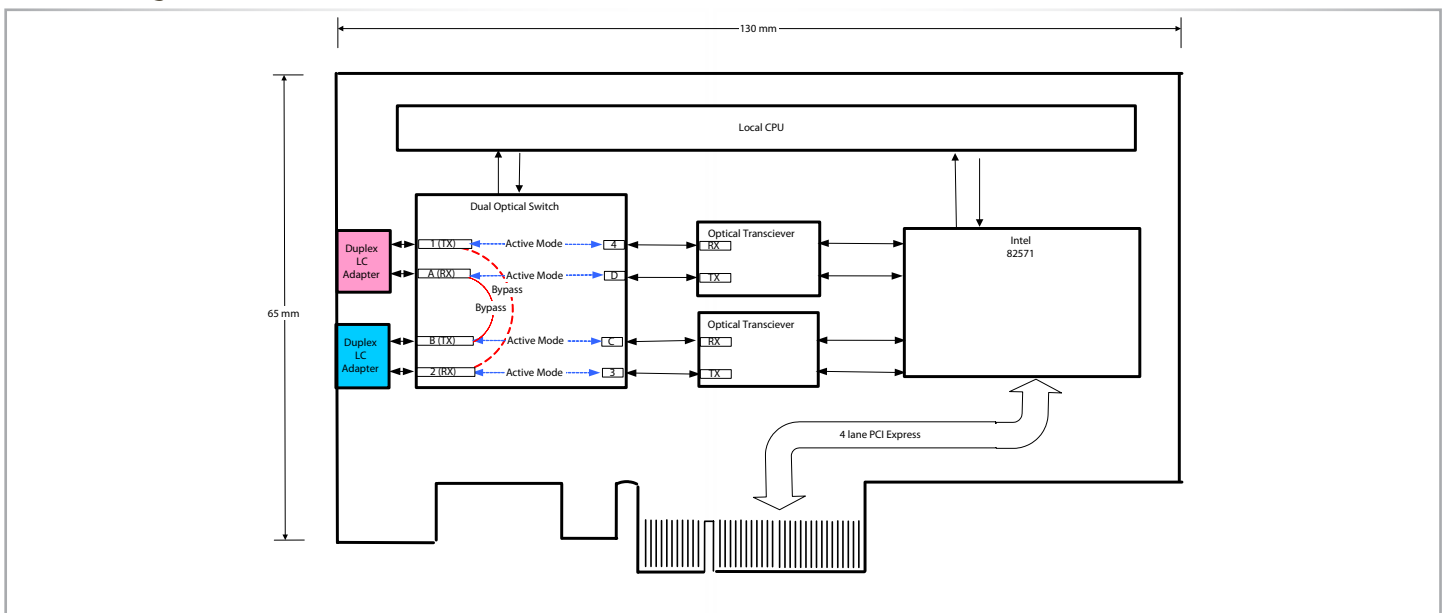 130 mm
Local CPU
Dual Optical Switch
Optical Transciever
Intel
82571
1 (TX)
Active Mode
4
RX
Duplex
LC
Adapter
A (RX)
Active Mode
D
TX
Bypass
Bypass
65 mm
Optical Transciever
Duplex
LC
Adapter
B (TX)
Active Mode
C
RX
2 (RX)
Active Mode
3
TX
4 lane PCI Express